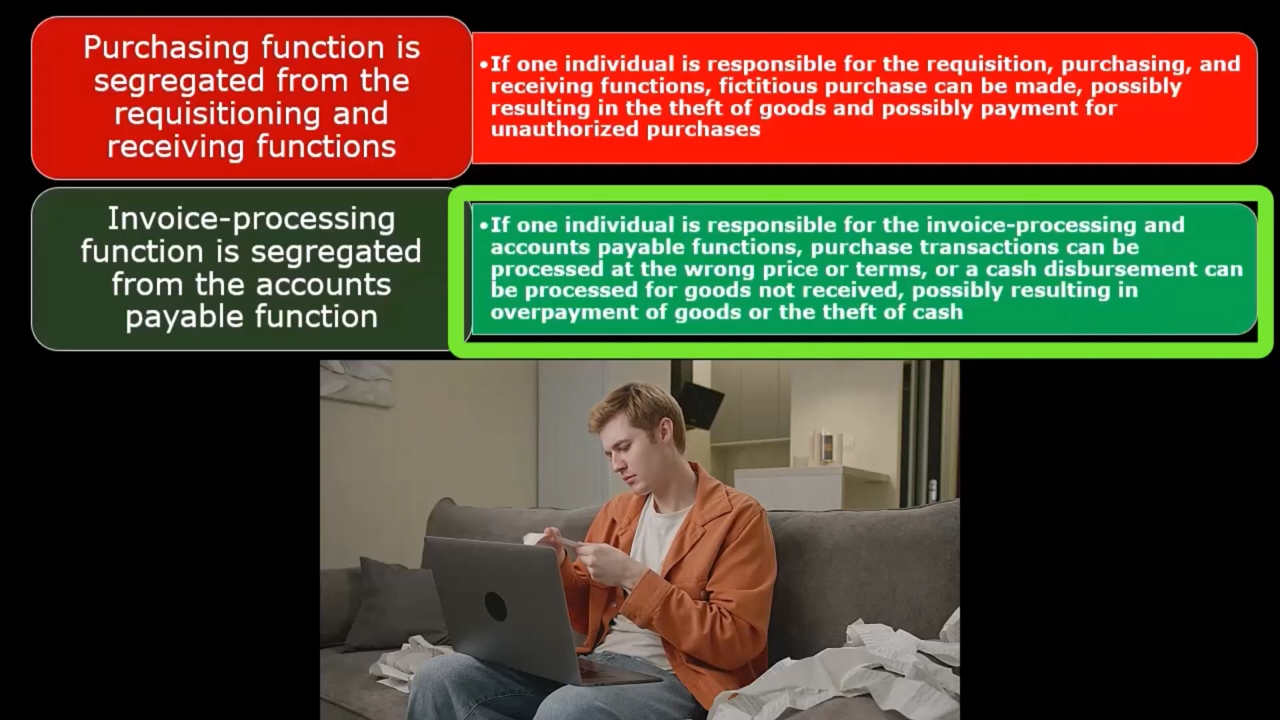 Purchasing function is
segregated from the
requisitioning and
receiving functions
•If one individual is responsible for the requisition, purchasing, and
receiving functions, fictitious purchase can be made, possibly
resulting in the theft of goods and possibly payment for
unauthorized purchases
Invoice-processing
function is segregated
from the accounts
payable function
•If one individual is responsible for the invoice-processing and
accounts payable functions, purchase transactions can be
processed at the wrong price or terms, or a cash disbursement can
be processed for goods not received, possibly resulting in
overpayment of goods or the theft of cash